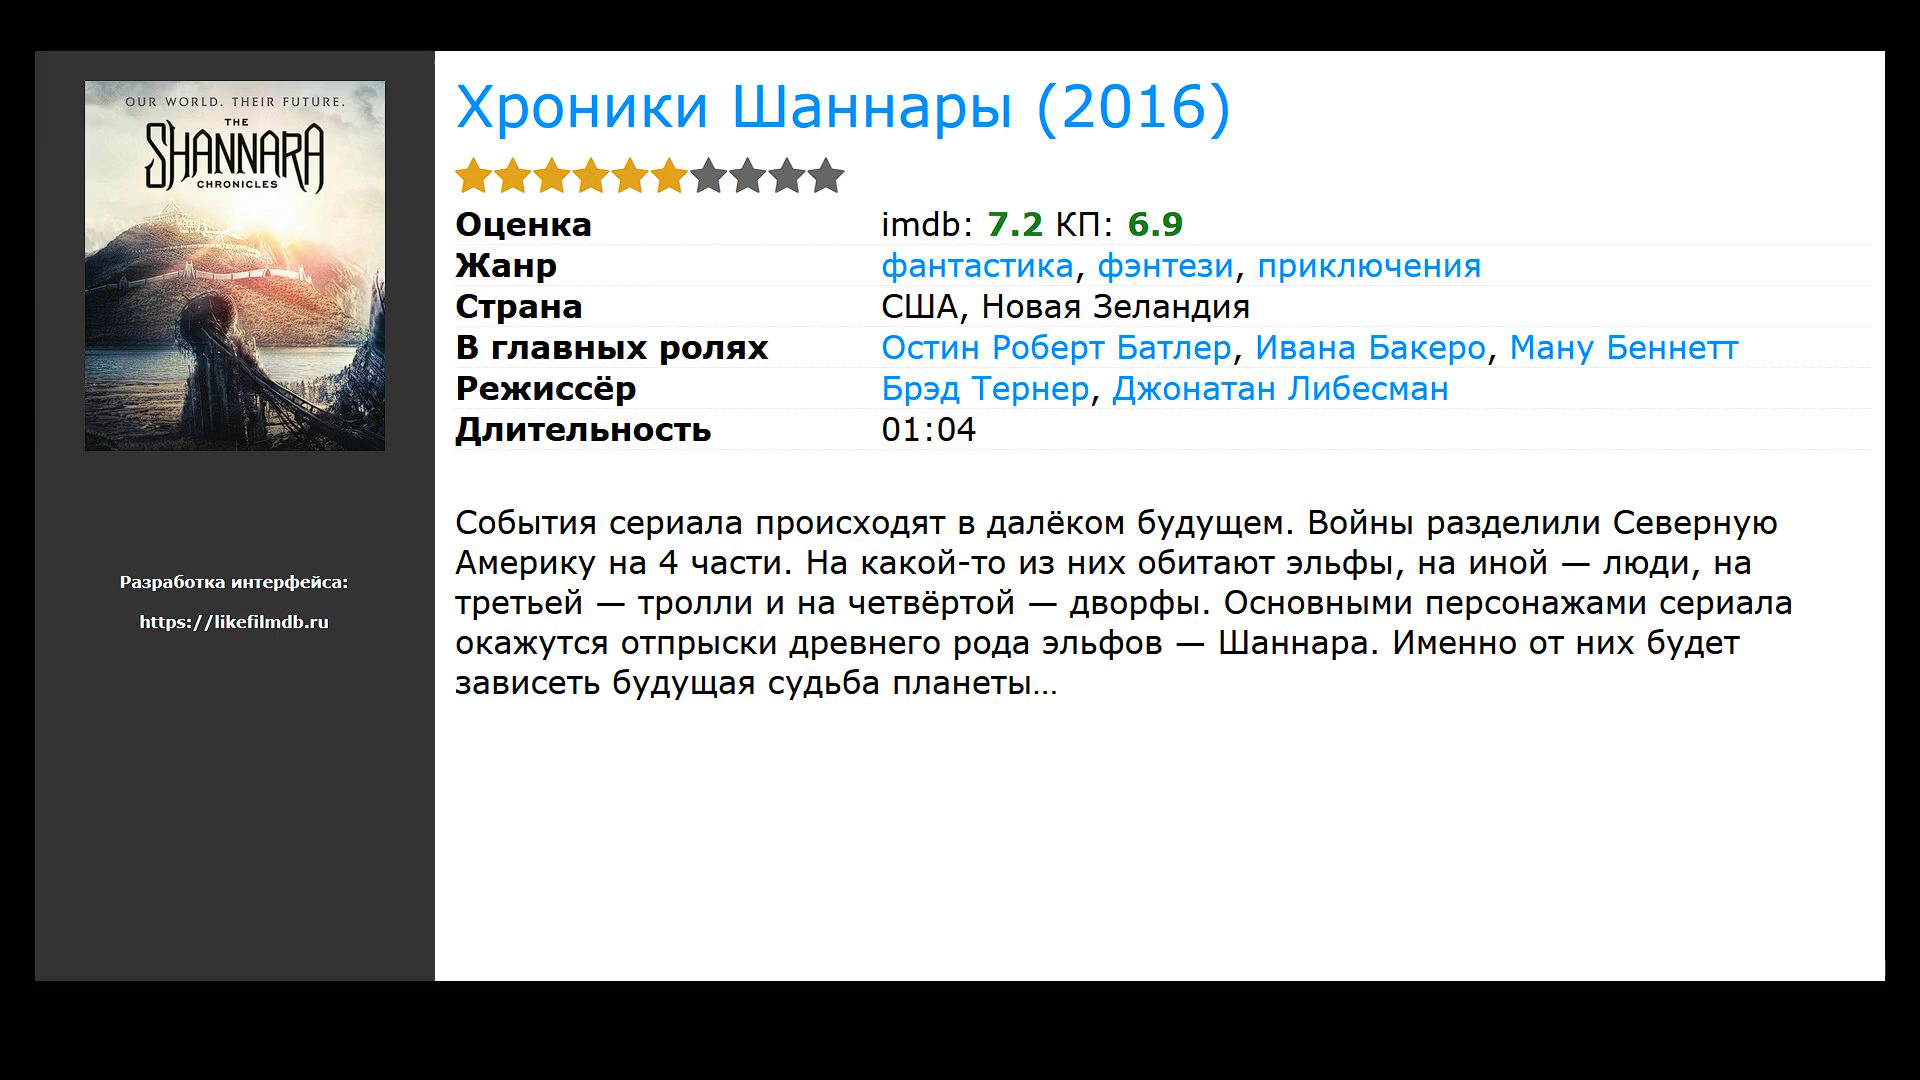 OUR WORLD. THEIR FUTURE.
THE
SHANNARA
CHRONICLES
Разработка интерфейса:
https://likefilmdb.ru
Хроники Шаннары (2016)
Оценка imdb: 7.2 КП: 6.9
Жанр фантастика, фэнтези, приключения
Страна США, Новая Зеландия
В главных ролях Остин Роберт Батлер, Ивана Бакеро, Ману Беннетт
Режиссёр Брэд Тернер, Джонатан Либесман
Длительность 01:04
События сериала происходят в далёком будущем. Войны разделили Северную
Америку на 4 части. На какой-то из них обитают эльфы, на иной — люди, на
третьей — тролли и на четвёртой — дворфы. Основными персонажами сериала
окажутся отпрыски древнего рода эльфов — Шаннара. Именно от них будет
зависеть будущая судьба планеты...